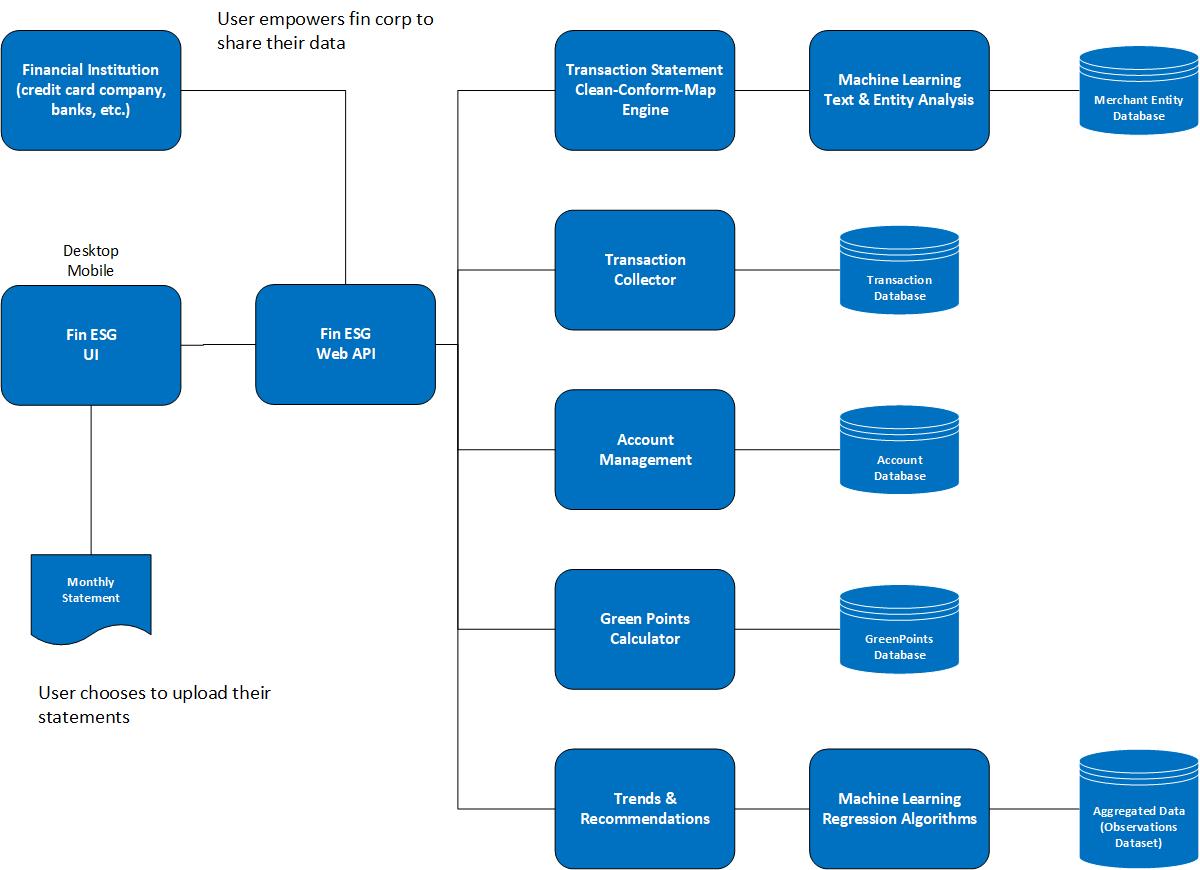 User empowers fin corp to
share their data
Financial Institution
(credit card company,
banks, etc.)
Transaction Statement
Clean-Conform-Map
Engine
Machine Learning
Text & Entity Analysis
Merchant Entity
Database
Desktop
Mobile
Transaction
Collector
Transaction
Database
Fin ESG
UI
Fin ESG
Web API
Account
Management
Account
Database
Monthly
Statement
Green Points
Calculator
GreenPoints
Database
User chooses to upload their
statements
Trends &
Recommendations
Machine Learning
Regression Algorithms
Aggregated Data
(Observations
Dataset)